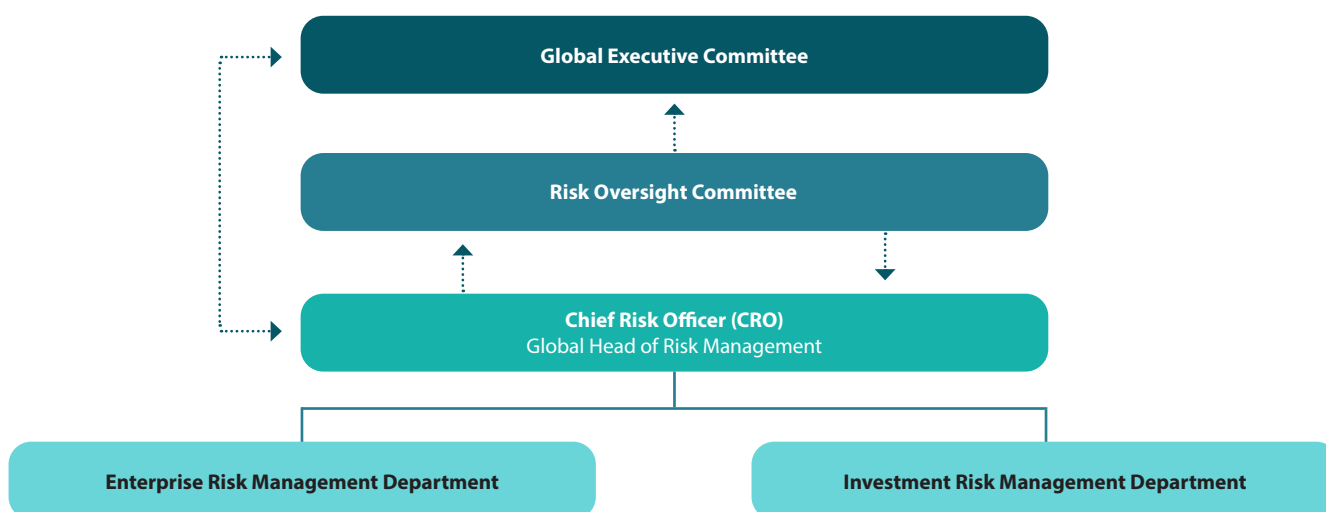 Global Executive Committee
Risk Oversight Committee
Chief Risk Officer (CRO)
Global Head of Risk Management
Enterprise Risk Management Department
Investment Risk Management Department